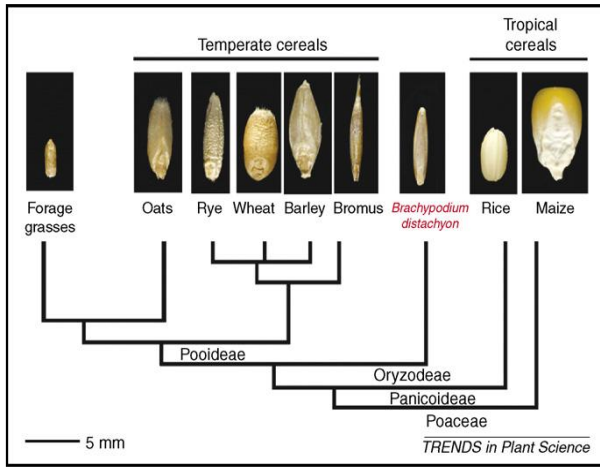 Temperate cereals
Tropical
cereals
Forage
grasses
Oats
Rye
Wheat
Barley
Bromus
Brachypodium
distachyon
Rice
Maize
Pooideae
Oryzodeae
Panicoideae
Poaceae
5 mm
TRENDS in Plant Science